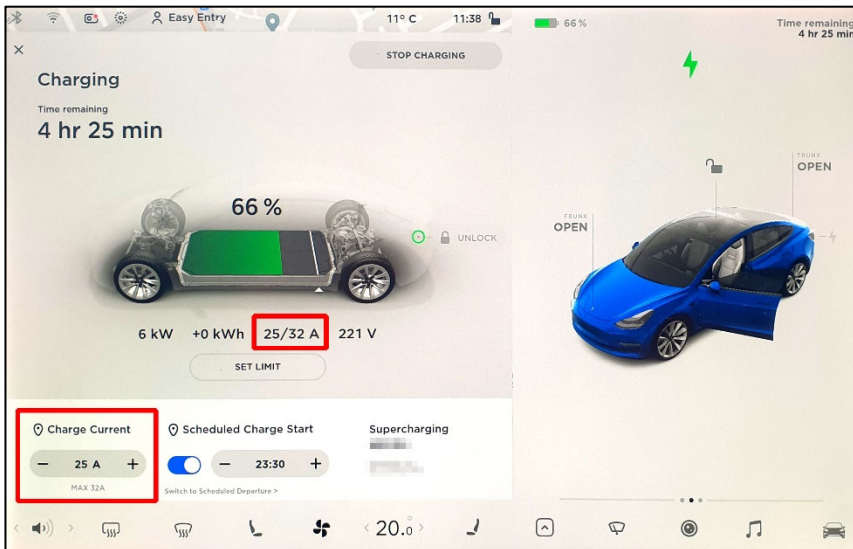 Easy Entry
11° C
11:38
STOP CHARGING
Charging
Time remaining
4 hr 25 min
66 %
UNLOCK
6 kW +0 kWh 25/32 A 221 V
SET LIMIT
Charge Current
− 25 A +
MAX 32A
Scheduled Charge Start
− 23:30 +
Switch to Scheduled Departure >
Supercharging
< 20.0 >
66 %
Time remaining
4 hr 25 min
TRUNK
OPEN
FRUNK
OPEN